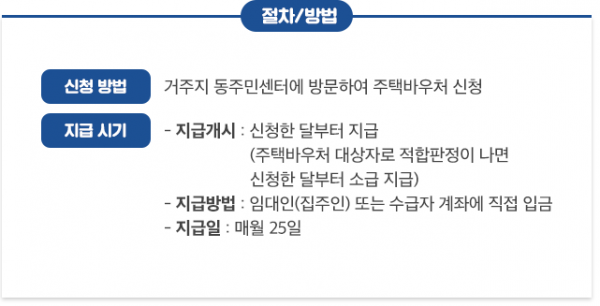 절차/방법
신청 방법 거주지 동주민센터에 방문하여 주택바우처 신청
지급 시기 - 지급개시 : 신청한 달부터 지급
(주택바우처 대상자로 적합판정이 나면
신청한 달부터 소급 지급)
- 지급방법 : 임대인(집주인) 또는 수급자 계좌에 직접 입금
- 지급일 : 매월 25일